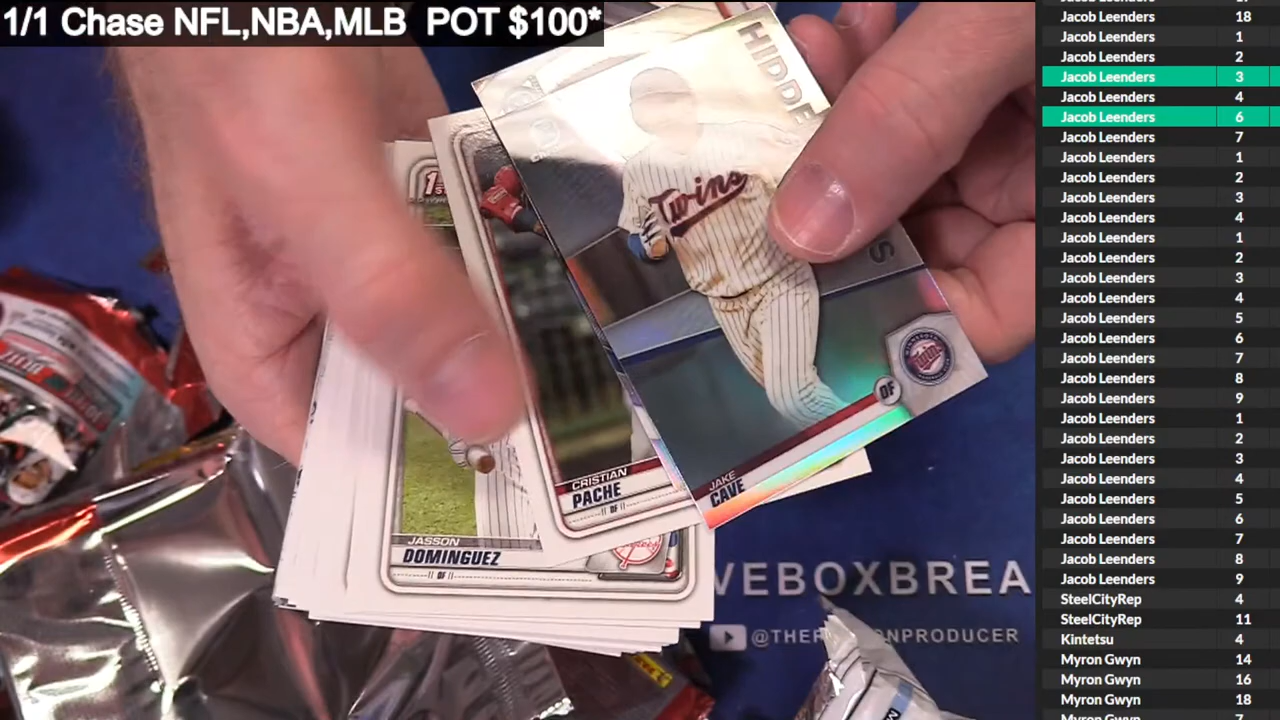 1/1 Chase NFL,NBA,MLB POT $100*
HIDDE
S
Twins
OF
JAKE
CAVE
CRISTIAN
PACHE
OF
1ST
JASSON
DOMINGUEZ
OF
VEBOXBREA
Jacob Leenders 18
Jacob Leenders 1
Jacob Leenders 2
Jacob Leenders 3
Jacob Leenders 4
Jacob Leenders 6
Jacob Leenders 7
Jacob Leenders 1
Jacob Leenders 2
Jacob Leenders 3
Jacob Leenders 4
Jacob Leenders 1
Jacob Leenders 2
Jacob Leenders 3
Jacob Leenders 4
Jacob Leenders 5
Jacob Leenders 6
Jacob Leenders 7
Jacob Leenders 8
Jacob Leenders 9
Jacob Leenders 1
Jacob Leenders 2
Jacob Leenders 3
Jacob Leenders 4
Jacob Leenders 5
Jacob Leenders 6
Jacob Leenders 7
Jacob Leenders 8
Jacob Leenders 9
SteelCityRep 4
SteelCityRep 11
Kintetsu 4
Myron Gwyn 14
Myron Gwyn 16
Myron Gwyn 18